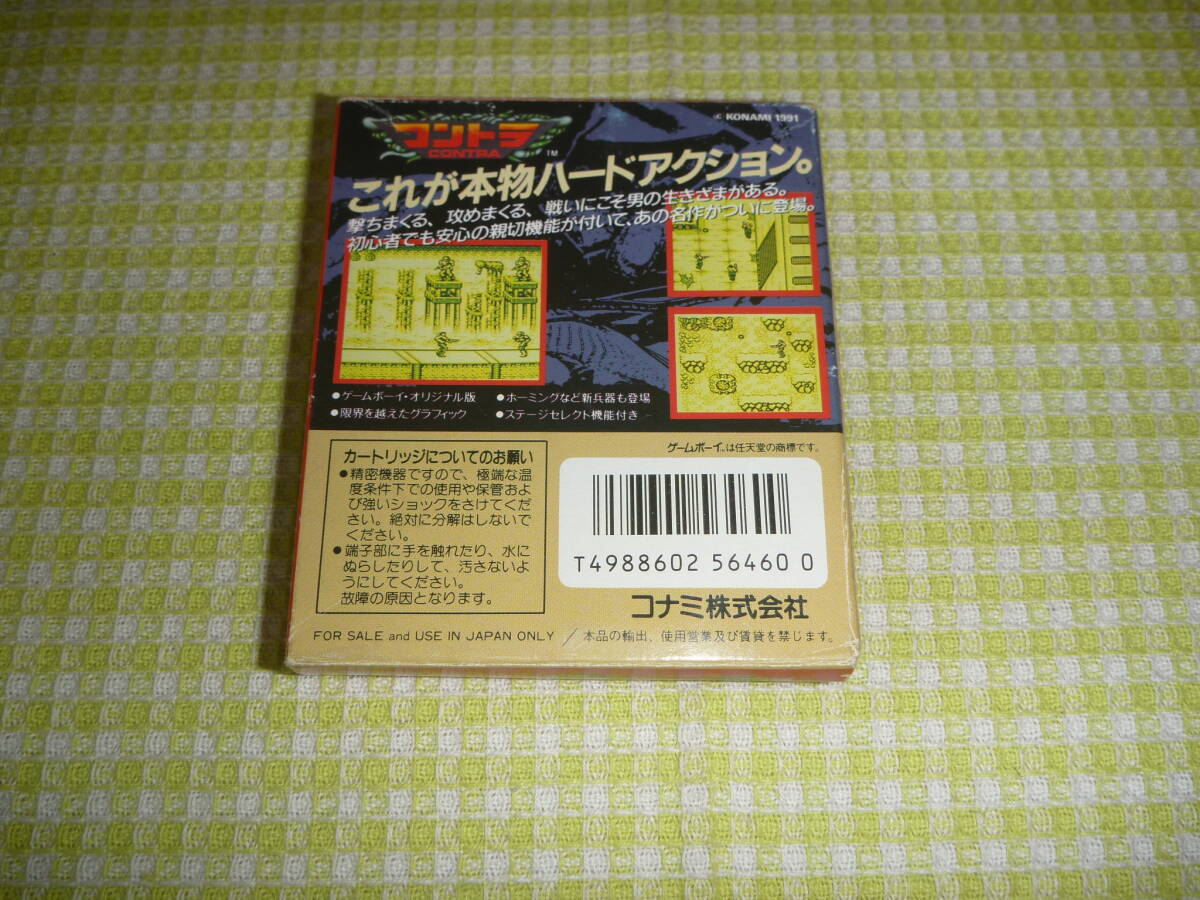 コントラ
CONTRA
TM
© KONAMI 1991
これが本物ハードアクション。
撃ちまくる、攻めまくる、戦いにこそ男の生きざまがある。
初心者でも安心の親切機能が付いて、あの名作がついに登場。
●ゲームボーイ・オリジナル版
●ホーミングなど新兵器も登場
●限界を越えたグラフィック
●ステージセレクト機能付き
ゲームボーイ™は任天堂の商標です。
カートリッジについてのお願い
●精密機器ですので、極端な温
度条件下での使用や保管およ
び強いショックをさけてくだ
さい。絶対に分解はしないで
ください。
●端子部に手を触れたり、水に
ぬらしたりして、汚さないよ
うにしてください。
故障の原因となります。
T4988602 56460 0
コナミ株式会社
FOR SALE and USE IN JAPAN ONLY / 本品の輸出、使用営業及び賃貸を禁じます。